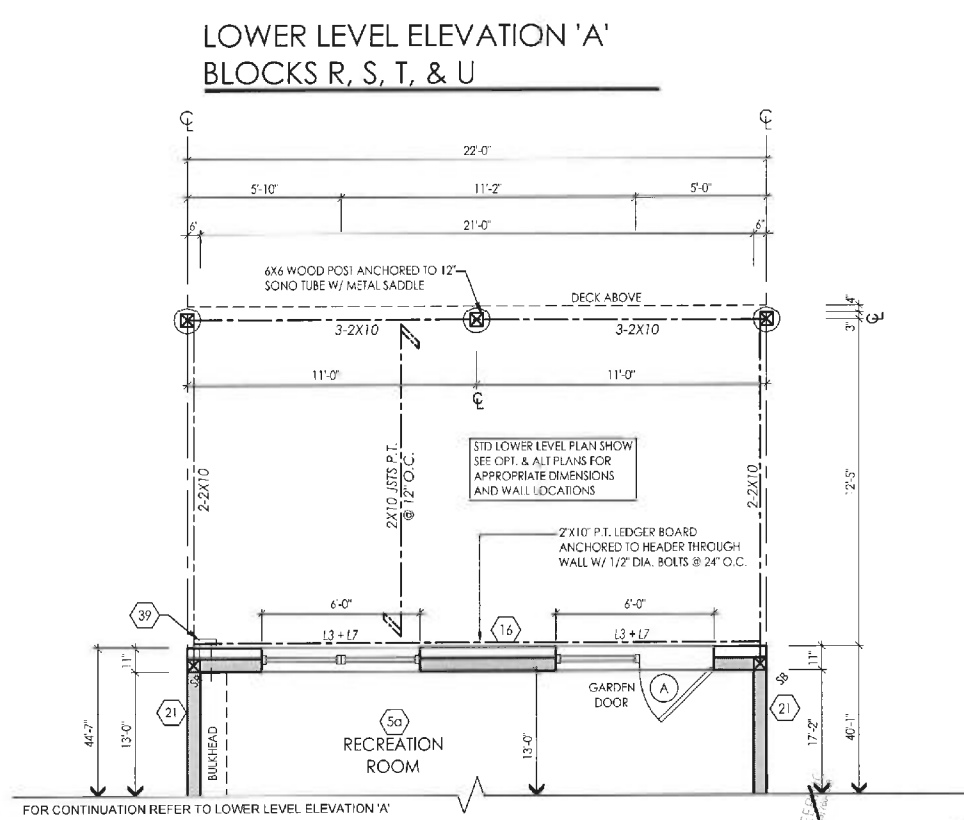 LOWER LEVEL ELEVATION 'A'
BLOCKS R, S, T, & U
22'-0"
5'-10"
11'-2"
5'-0"
6"
21'-0"
6"
6X6 WOOD POST ANCHORED TO 12"
SONO TUBE W/ METAL SADDLE
DECK ABOVE
4"
3"
3-2X10
3-2X10
11'-0"
11'-0"
STD LOWER LEVEL PLAN SHOW
SEE OPT. & ALT PLANS FOR
APPROPRIATE DIMENSIONS
AND WALL LOCATIONS
2-2X10
2X10 JSTS P.T.
@ 12" O.C.
2-2X10
12'-5"
2"X10" P.T. LEDGER BOARD
ANCHORED TO HEADER THROUGH
WALL W/ 1/2" DIA. BOLTS @ 24" O.C.
39
6'-0"
6'-0"
L3 + L7
16
L3 + L7
11"
11"
SB
SB
GARDEN
DOOR
A
21
21
44'-7"
13'-0"
BULKHEAD
5a
RECREATION
ROOM
13'-0"
17'-2"
40'-1"
FOR CONTINUATION REFER TO LOWER LEVEL ELEVATION 'A'